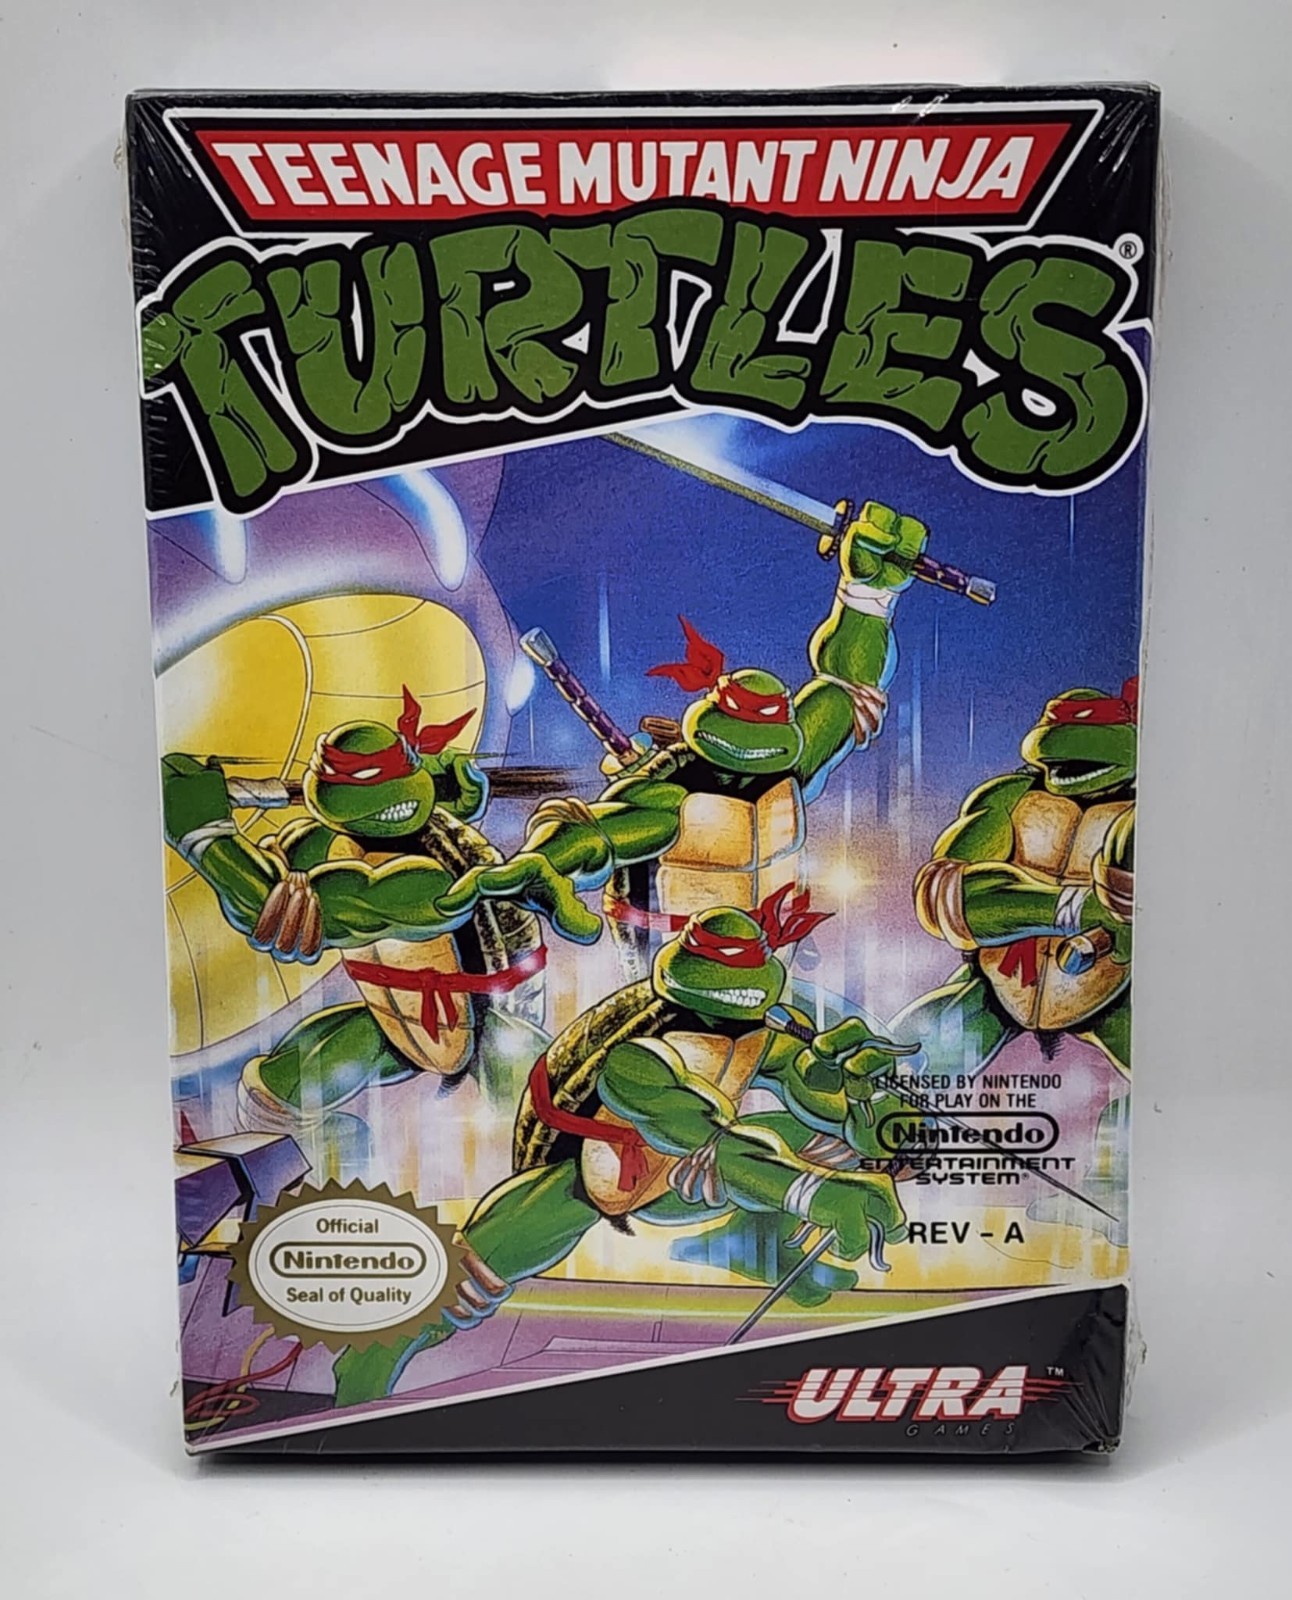 TEENAGE MUTANT NINJA
TURTLES®
LICENSED BY NINTENDO
FOR PLAY ON THE
Nintendo
ENTERTAINMENT
SYSTEM®
REV-A
Official
Nintendo
Seal of Quality
ULTRA™
GAMES